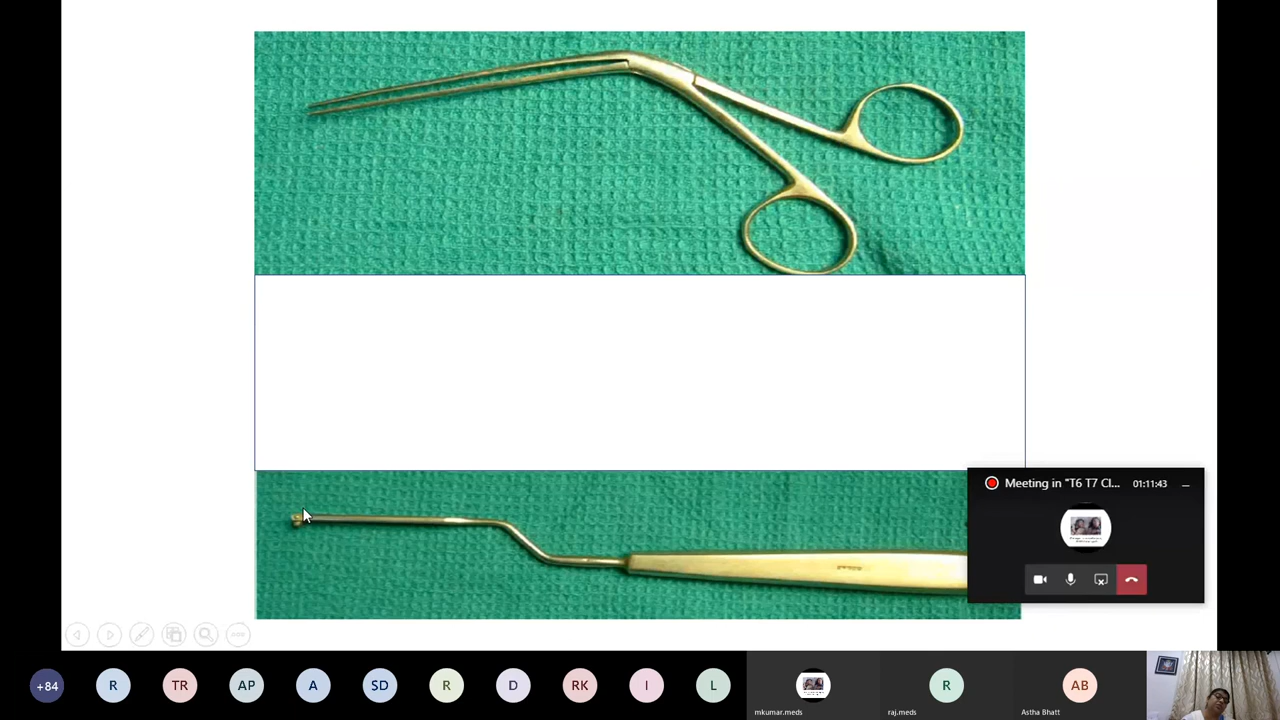 Meeting in "T6 T7 Cl...
01:11:43
+84
R
TR
AP
A
SD
R
D
RK
I
L
R
AB
mkumar.meds
raj.meds
Astha Bhatt